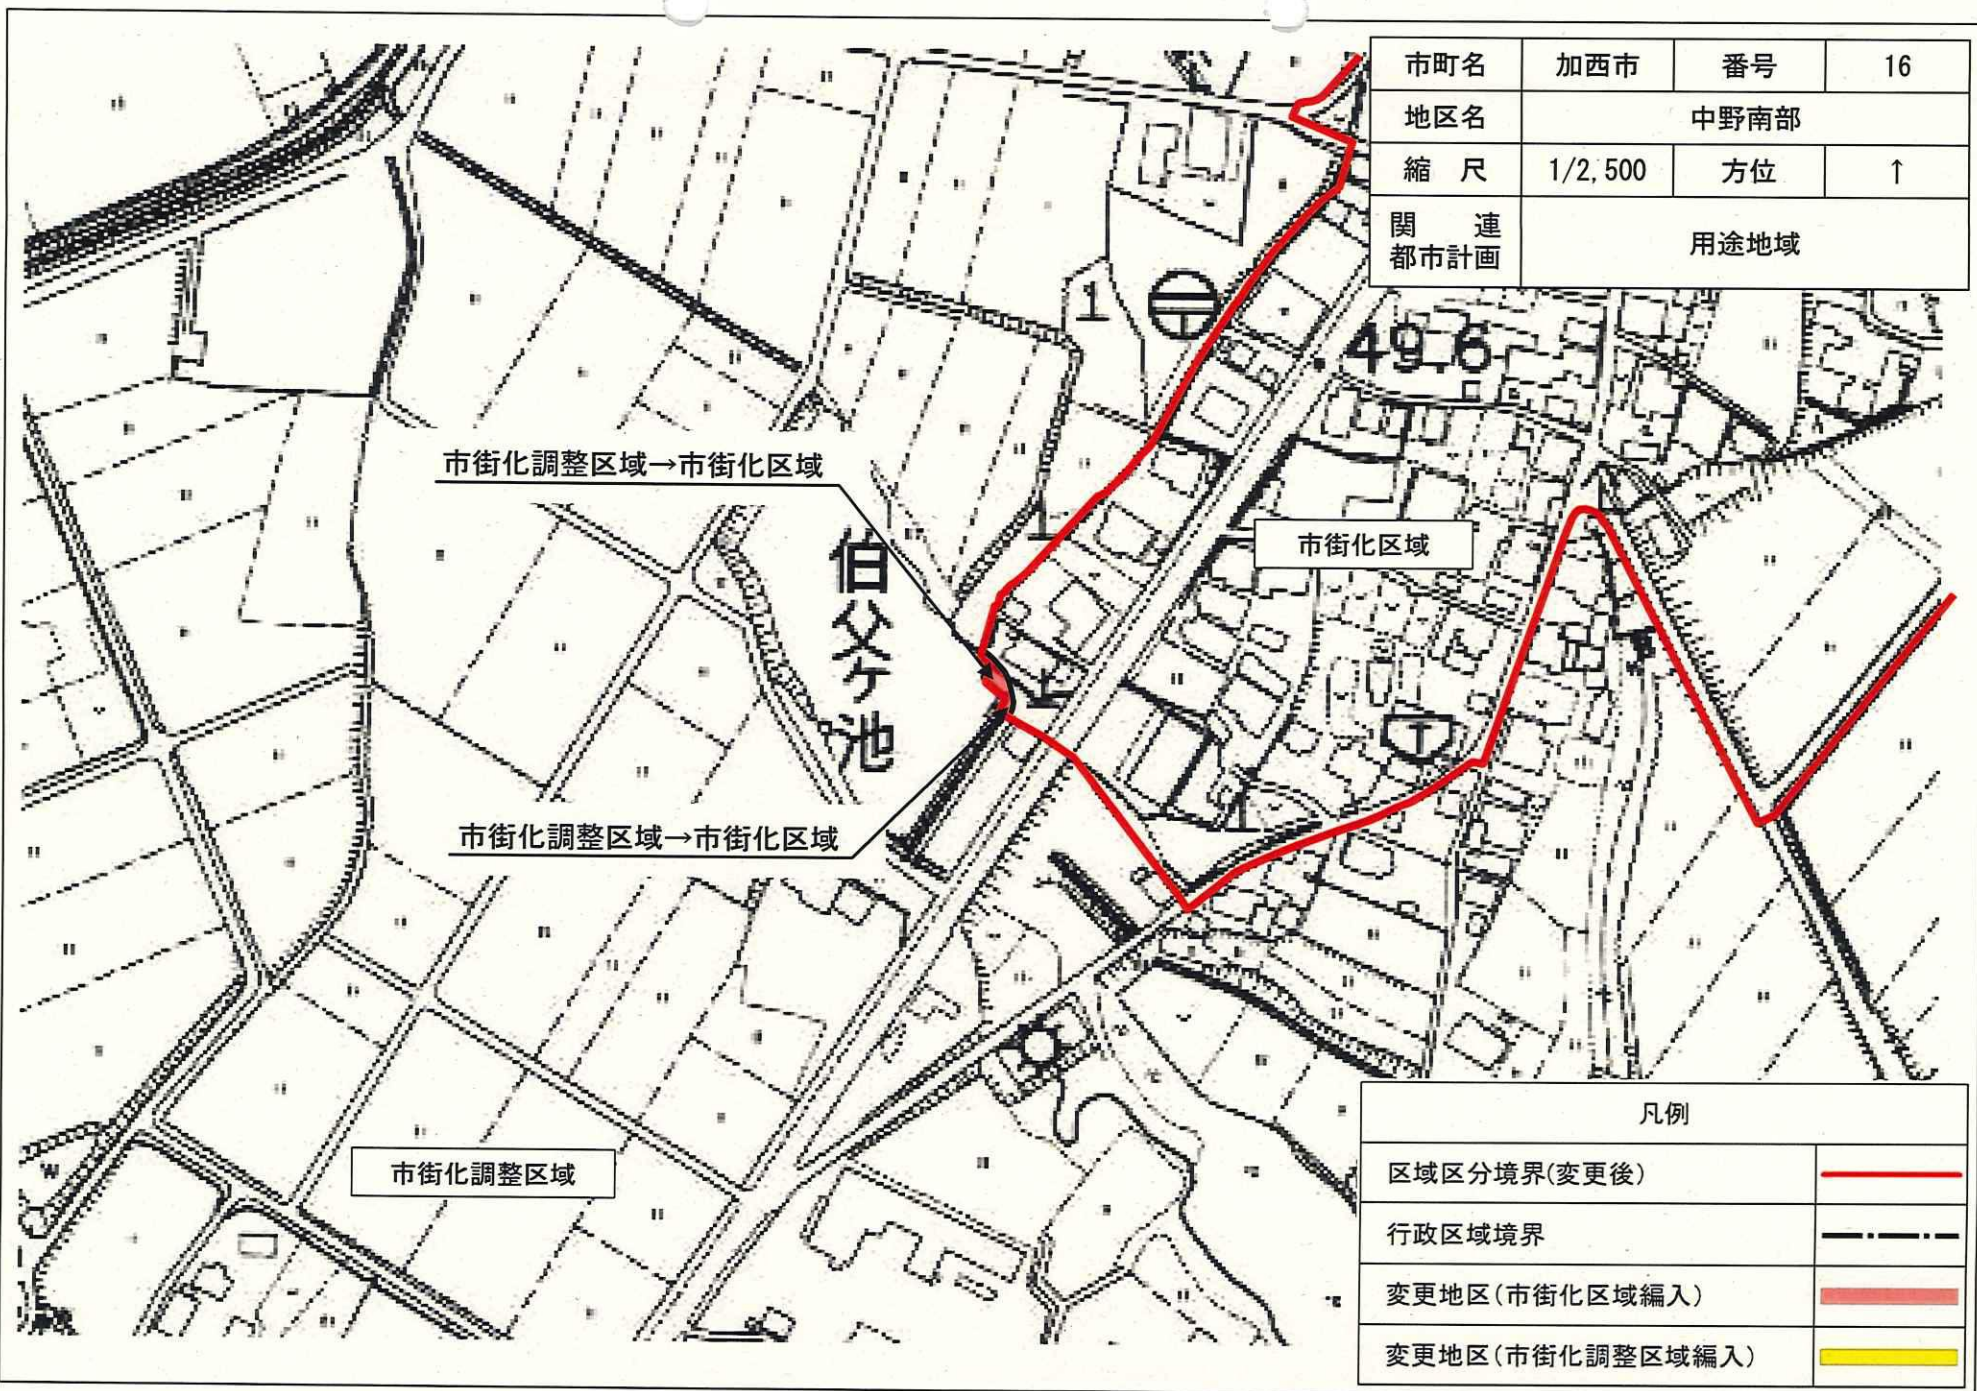 市町名 加西市 番号 16
地区名 中野南部
縮尺 1/2,500 方位 ↑
関連
都市計画 用途地域
1
49.6
市街化調整区域→市街化区域
市街化区域
伯父ヶ池
市街化調整区域→市街化区域
市街化調整区域
凡例
区域区分境界(変更後)
行政区域境界
変更地区(市街化区域編入)
変更地区(市街化調整区域編入)